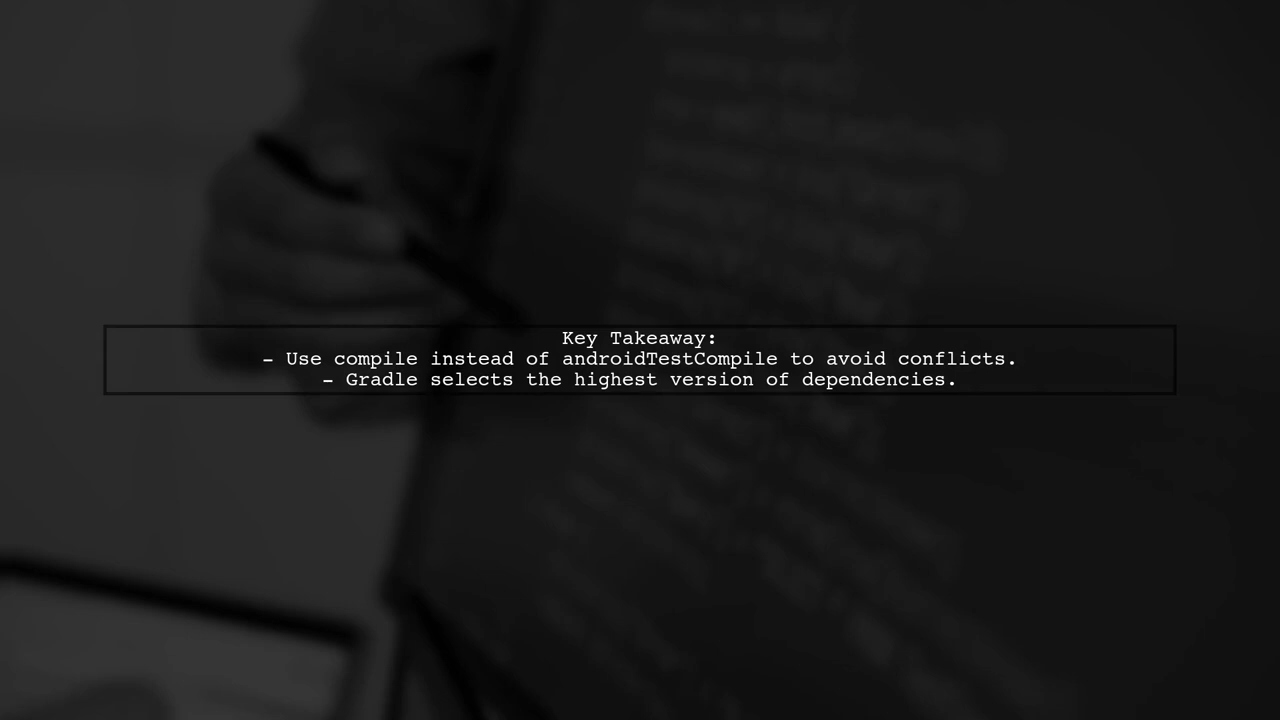 Key Takeaway:
- Use compile instead of androidTestCompile to avoid conflicts.
- Gradle selects the highest version of dependencies.